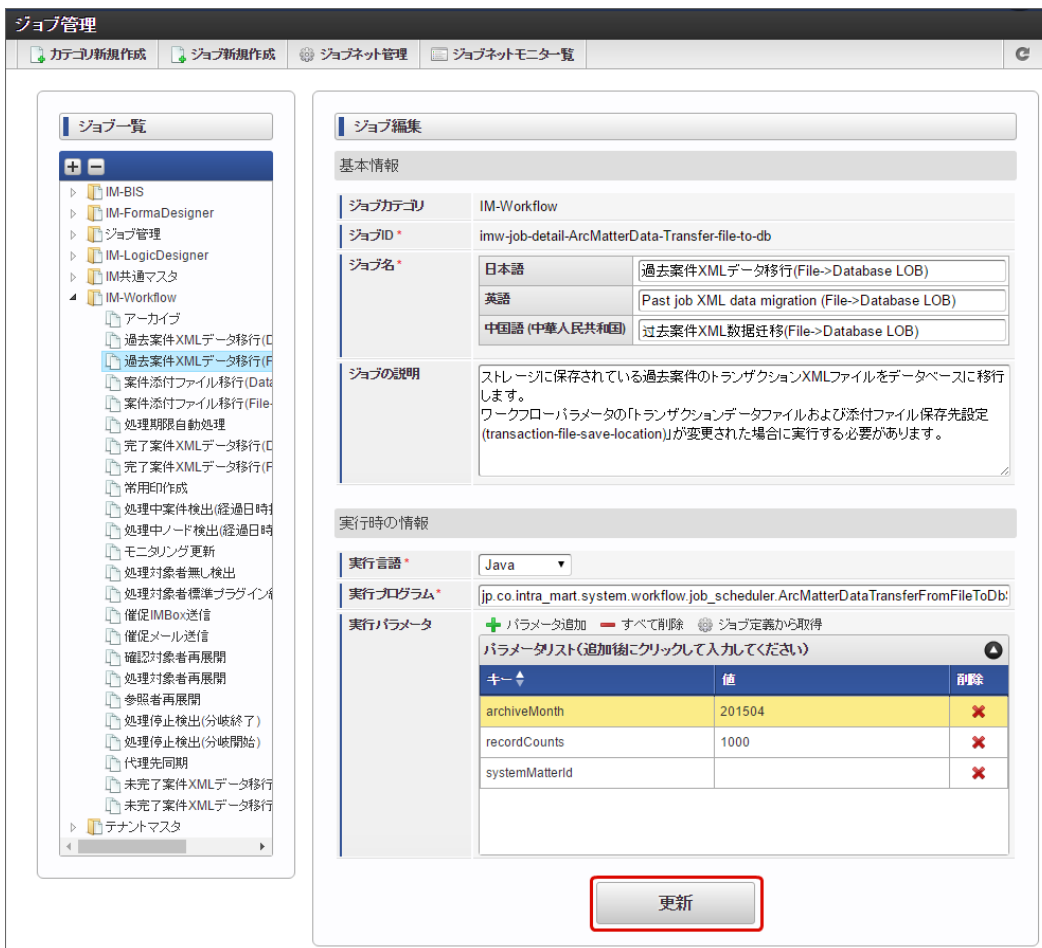 ジョブ管理
カテゴリ新規作成
ジョブ新規作成
ジョブネット管理
ジョブネットモニター覧
ジョブ一覧
IM-BIS
IM-FormaDesigner
ジョブ管理
IM-LogicDesigner
IM共通マスタ
IM-Workflow
アーカイブ
過去案件XMLデータ移行(D
過去案件XMLデータ移行(F
案件添付ファイル移行(Data
案件添付ファイル移行(File-
処理期限自動処理
完了案件XMLデータ移行(D
完了案件XMLデータ移行(F
常用印作成
処理中案件検出(経過日時
処理中ノード検出(経過日時
モニタリング更新
処理対象者無し検出
処理対象者標準プラグイン
催促IMBox送信
催促メール送信
確認対象者再展開
処理対象者再展開
参照者再展開
処理停止検出(分岐終了)
処理停止検出(分岐開始)
代理先同期
未完了案件XMLデータ移行
未完了案件XMLデータ移行
テナントマスタ
ジョブ編集
基本情報
ジョブカテゴリ IM-Workflow
ジョブID * imw-job-detail-ArcMatterData-Transfer-file-to-db
ジョブ名 * 日本語 過去案件XMLデータ移行(File->Database LOB)
英語 Past job XML data migration (File->Database LOB)
中国語 (中華人民共和国) 过去案件XML数据迁移(File->Database LOB)
ジョブの説明 ストレージに保存されている過去案件のトランザクションXMLファイルをデータベースに移行
します。
ワークフローパラメータの「トランザクションデータファイルおよび添付ファイル保存先設定
(transaction-file-save-location)」が変更された場合に実行する必要があります。
実行時の情報
実行言語 * Java
実行プログラム * jp.co.intra_mart.system.workflow.job_scheduler.ArcMatterDataTransferFromFileToDb
実行パラメータ パラメータ追加 すべて削除 ジョブ定義から取得
パラメータリスト(追加後にクリックして入力してください)
キー 値 削除
archiveMonth 201504
recordCounts 1000
systemMatterId
更新